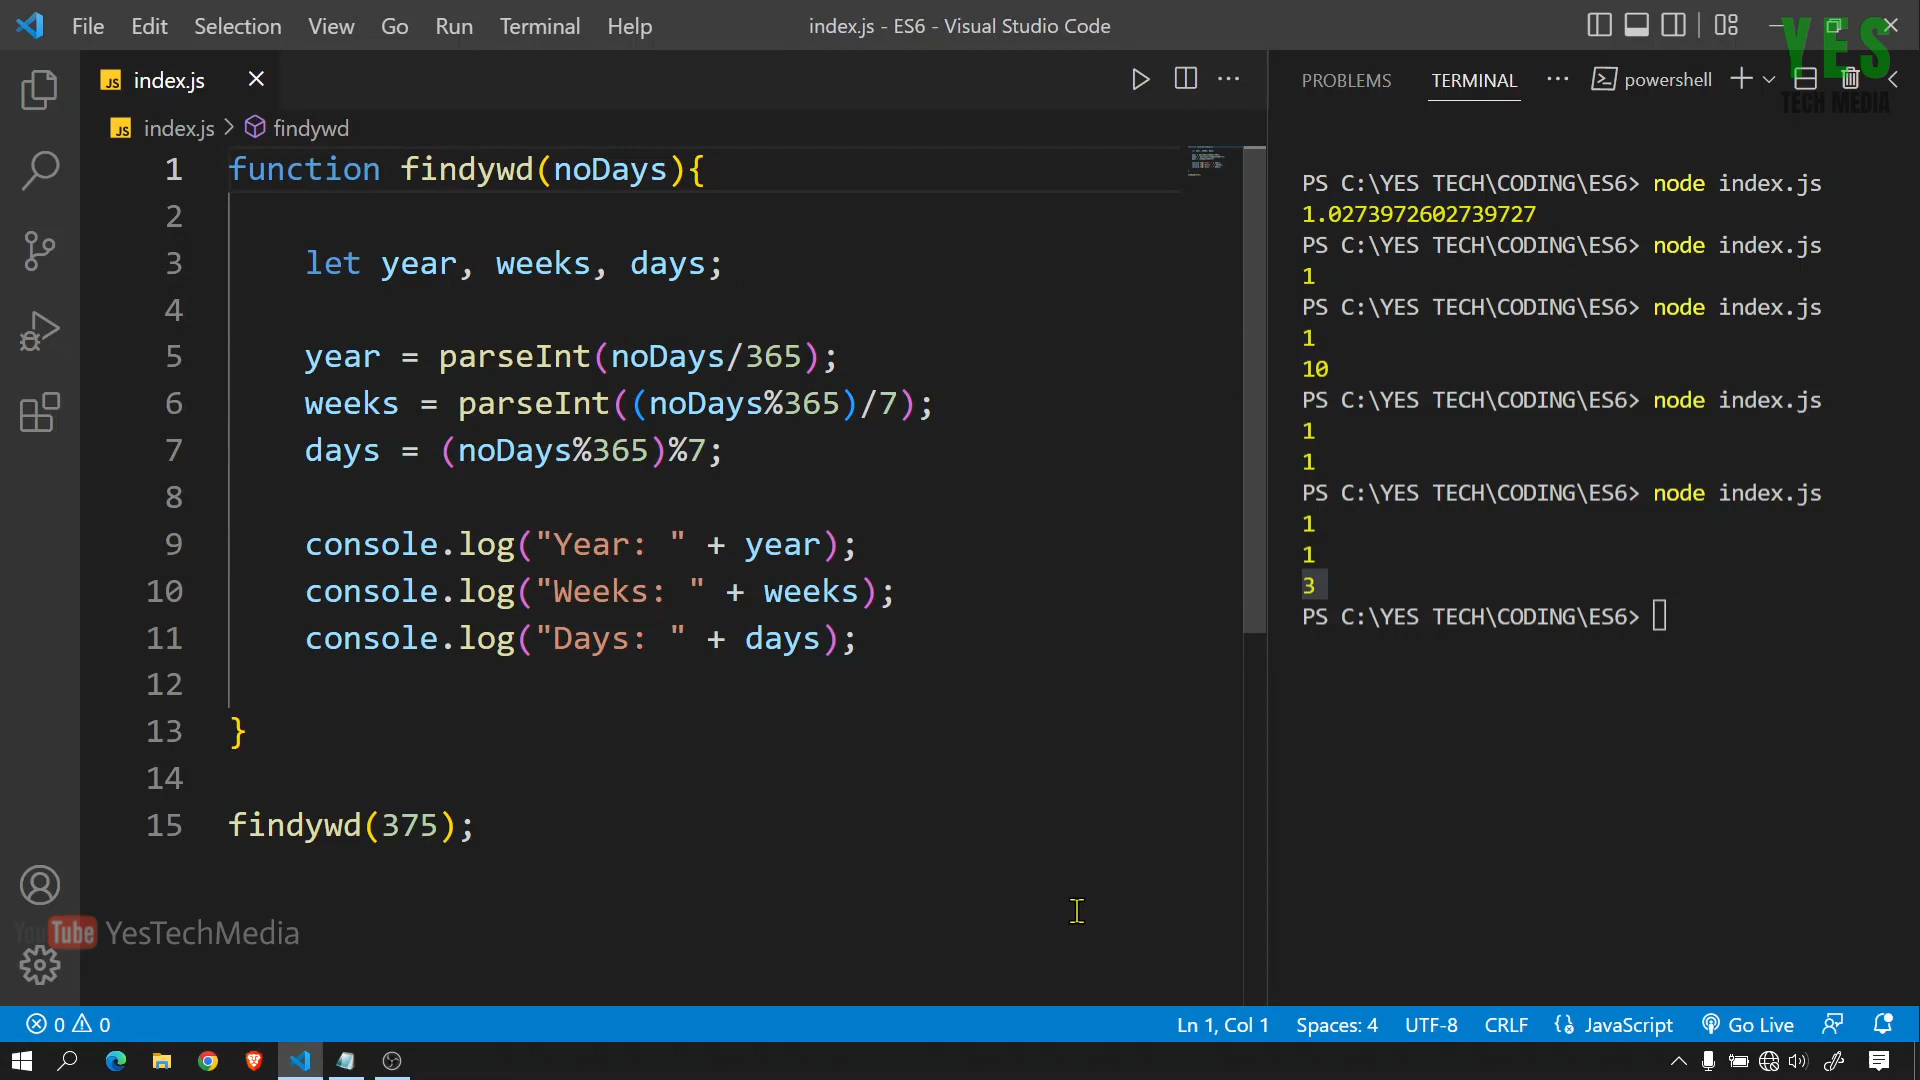 File Edit Selection View Go Run Terminal Help
index.js - ES6 - Visual Studio Code
YES
TECH MEDIA
JS index.js
JS index.js > findywd
1 function findywd(noDays){
2
3 let year, weeks, days;
4
5 year = parseInt(noDays/365);
6 weeks = parseInt((noDays%365)/7);
7 days = (noDays%365)%7;
8
9 console.log("Year: " + year);
10 console.log("Weeks: " + weeks);
11 console.log("Days: " + days);
12
13 }
14
15 findywd(375);
PROBLEMS TERMINAL ··· powershell
PS C:\YES TECH\CODING\ES6> node index.js
1.0273972602739727
PS C:\YES TECH\CODING\ES6> node index.js
1
PS C:\YES TECH\CODING\ES6> node index.js
1
10
PS C:\YES TECH\CODING\ES6> node index.js
1
1
PS C:\YES TECH\CODING\ES6> node index.js
1
1
3
PS C:\YES TECH\CODING\ES6>
YouTube YesTechMedia
0 0
Ln 1, Col 1 Spaces: 4 UTF-8 CRLF {} JavaScript Go Live